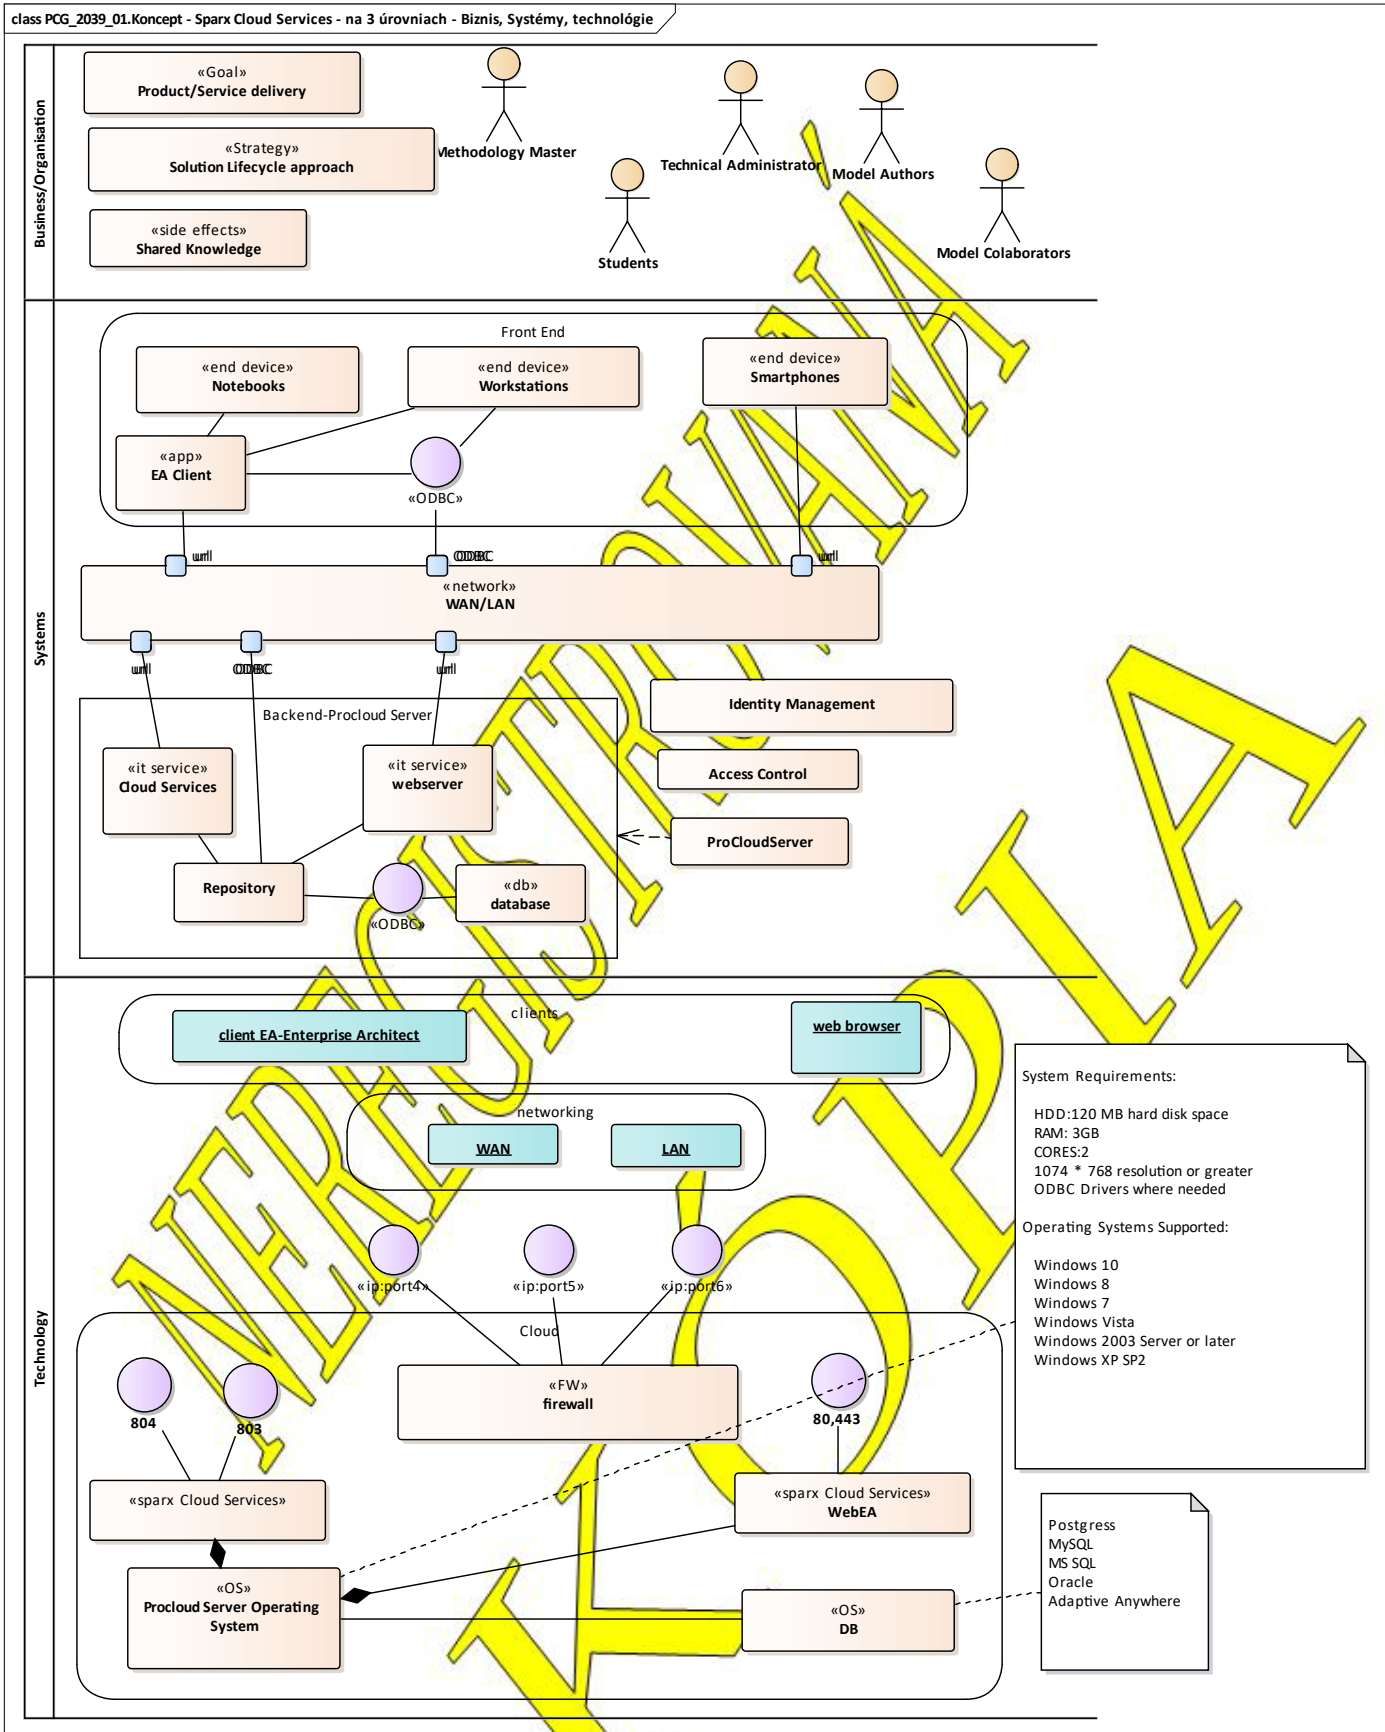 class PCG_2039_01.Koncept - Sparx Cloud Services - na 3 úrovniach - Biznis, Systémy, technológie
Business/Organisation
«Goal»
Product/Service delivery
«Strategy»
Solution Lifecycle approach
«side effects»
Shared Knowledge
Methodology Master
Students
Technical Administrator
Model Authors
Model Colaborators
Systems
Front End
«end device»
Notebooks
«end device»
Workstations
«end device»
Smartphones
«app»
EA Client
«ODBC»
url
ODBC
url
«network»
WAN/LAN
url
ODBC
url
Backend-Procloud Server
«it service»
Cloud Services
«it service»
webserver
Repository
«ODBC»
«db»
database
Identity Management
Access Control
ProCloudServer
Technology
clients
client EA-Enterprise Architect
web browser
networking
WAN
LAN
«ip:port4»
«ip:port5»
«ip:port6»
Cloud
804
803
«FW»
firewall
80,443
«sparx Cloud Services»
«sparx Cloud Services»
WebEA
«OS»
Procloud Server Operating
System
«OS»
DB
System Requirements:
HDD:120 MB hard disk space
RAM: 3GB
CORES:2
1074 * 768 resolution or greater
ODBC Drivers where needed
Operating Systems Supported:
Windows 10
Windows 8
Windows 7
Windows Vista
Windows 2003 Server or later
Windows XP SP2
Postgress
MySQL
MS SQL
Oracle
Adaptive Anywhere
NEREGISTROVANÁ
KÓPIA